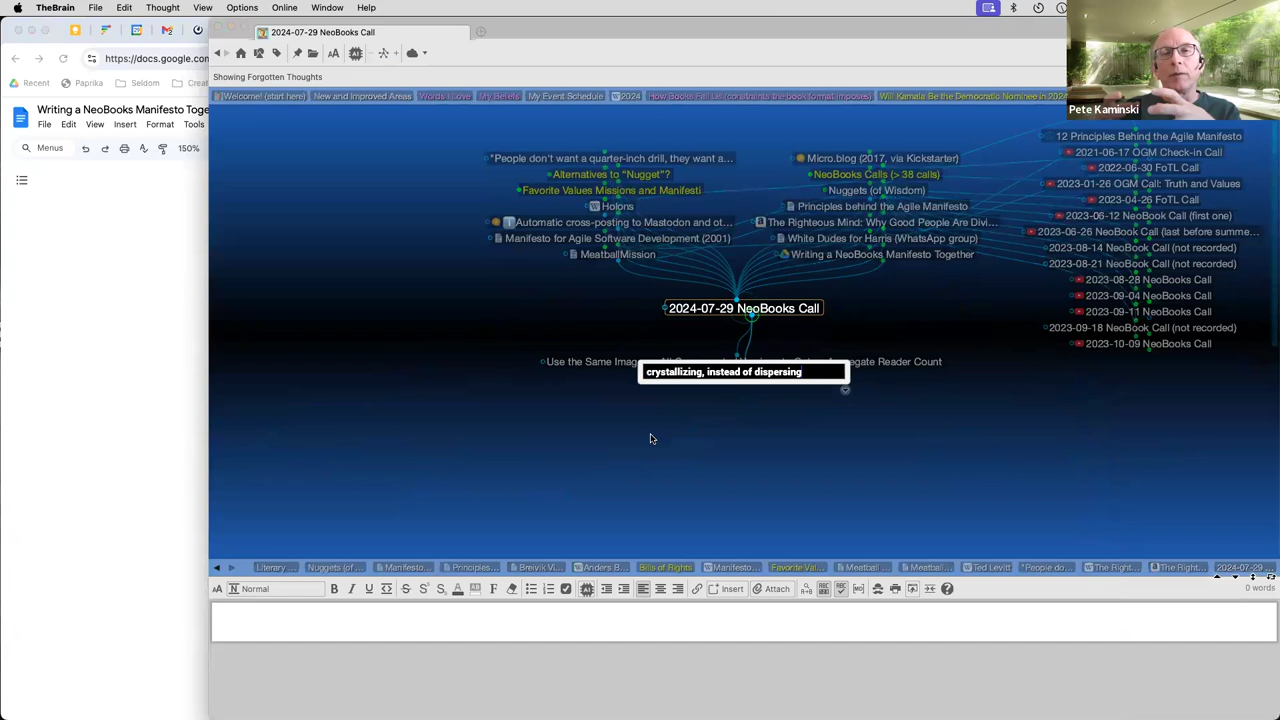 TheBrain File Edit Thought View Options Online Window Help
2024-07-29 NeoBooks Call
https://docs.google.com
Recent Paprika Seldom
Showing Forgotten Thoughts
Welcome! (start here) New and Improved Areas Words I Love My Beliefs My Event Schedule 2024 How Books Fail Us (constraints the book format imposes) Will Kamala Be the Democratic Nominee in 2024
Pete Kaminski
Writing a NeoBooks Manifesto Toge
File Edit View Insert Format Tools
Menus 150%
"People don't want a quarter-inch drill, they want a...
Alternatives to "Nugget"?
Favorite Values Missions and Manifesti
Holons
Automatic cross-posting to Mastodon and ot...
Manifesto for Agile Software Development (2001)
MeatballMission
Micro.blog (2017, via Kickstarter)
NeoBooks Calls (> 38 calls)
Nuggets (of Wisdom)
Principles behind the Agile Manifesto
The Righteous Mind: Why Good People Are Divi...
White Dudes for Harris (WhatsApp group)
Writing a NeoBooks Manifesto Together
12 Principles Behind the Agile Manifesto
2021-06-17 OGM Check-in Call
2022-06-30 FoTL Call
2023-01-26 OGM Call: Truth and Values
2023-04-26 FoTL Call
2023-06-12 NeoBook Call (first one)
2023-06-26 NeoBook Call (last before summe...
2023-08-14 NeoBook Call (not recorded)
2023-08-21 NeoBook Call (not recorded)
2023-08-28 NeoBook Call
2023-09-04 NeoBook Call
2023-09-11 NeoBook Call
2023-09-18 NeoBook Call (not recorded)
2023-10-09 NeoBook Call
2024-07-29 NeoBooks Call
Use the Same Reader Count
crystallizing, instead of dispersing
Literary ... Nuggets (of... Manifesto... Principles... Breivik Vi... Anders B... Bills of Rights Manifesto... Favorite Val... Meatball ... Meatball... Ted Levitt "People do... The Right... The Right... 2024-07-29 ...
Normal B I U S Insert Attach
0 words